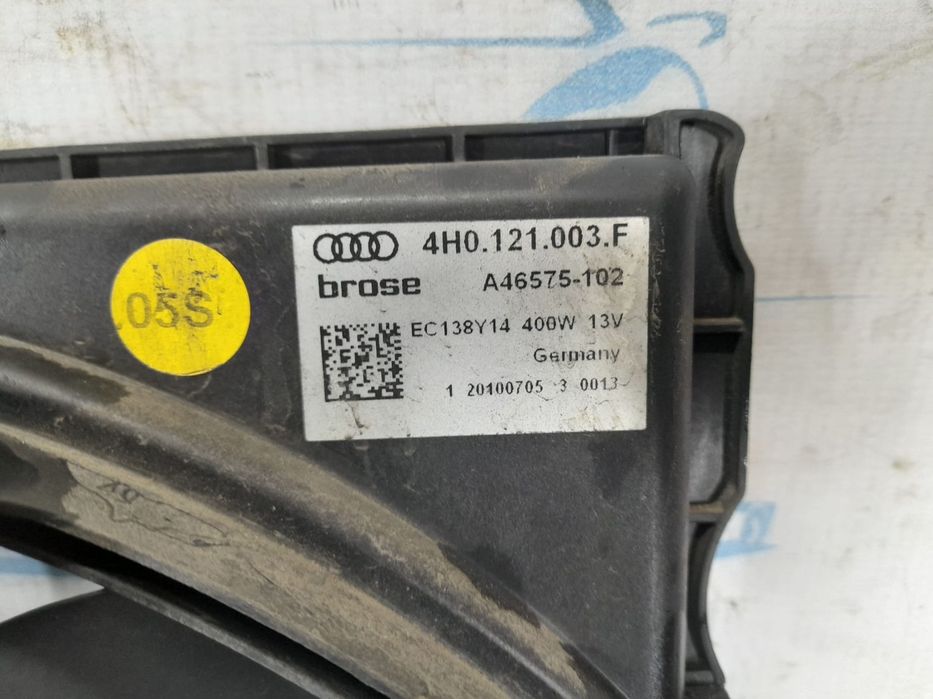 4H0.121.003.F
brose A46575-102
.05S
EC138Y14 400W 13V
Germany
1 20100705 3 0013